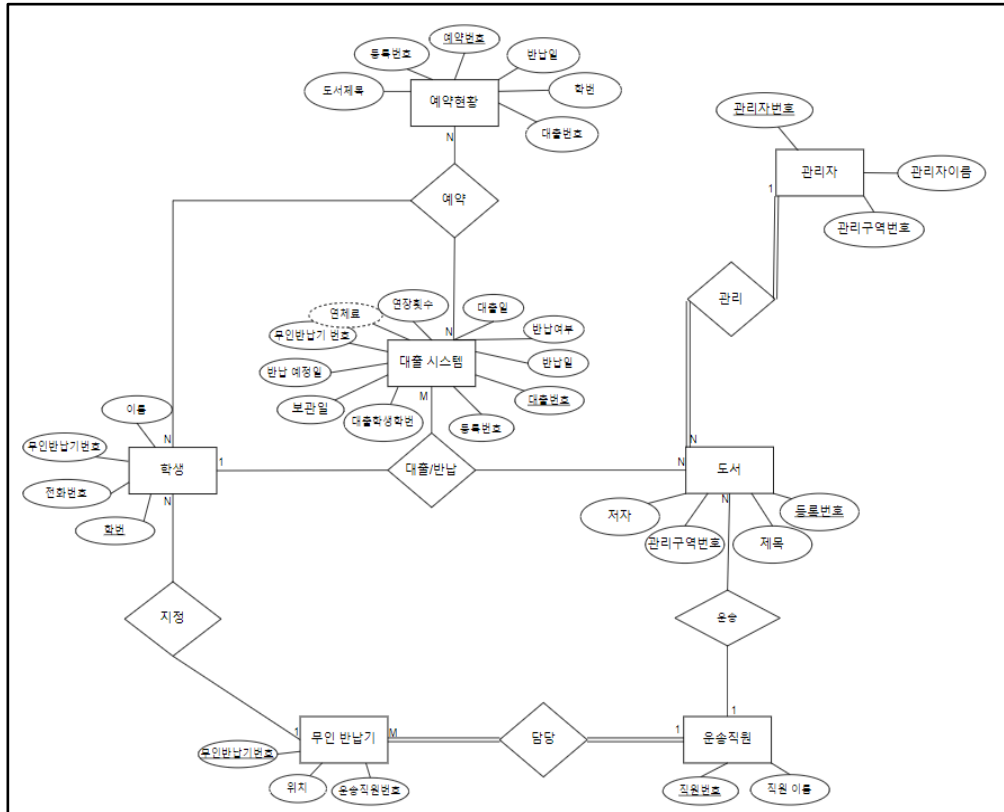 예약번호
등록번호
반납일
도서제목
예약현황
학번
대출번호
N
관리자번호
관리자
관리자이름
1
관리구역번호
예약
관리
연체료
연장횟수
대출일
무인반납기 번호
반납여부
N
대출 시스템
반납 예정일
반납일
대출번호
보관일
M
대출학생학번
등록번호
이름
무인반납기번호
N
학생
1
대출/반납
N
N
도서
전화번호
N
학번
저자
N
등록번호
관리구역번호
제목
지정
운송
1
무인 반납기
M
담당
1
1
운송직원
무인반납기번호
위치
운송직원번호
직원번호
직원 이름